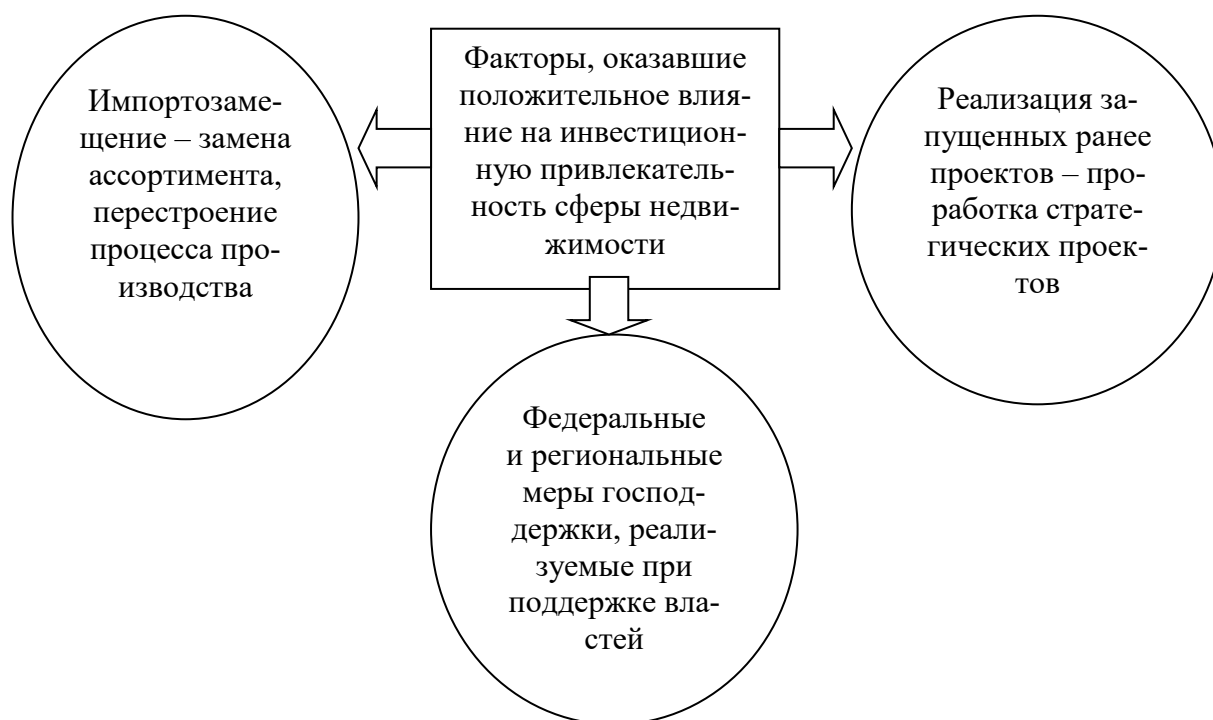 Факторы, оказавшие
положительное влия-
ние на инвестицион-
ную привлекатель-
ность сферы недви-
жимости
Импортозаме-
щение – замена
ассортимента,
перестроение
процесса про-
изводства
Реализация за-
пущенных ранее
проектов – про-
работка страте-
гических проек-
тов
Федеральные
и региональные
меры господ-
держки, реали-
зуемые при
поддержке вла-
стей